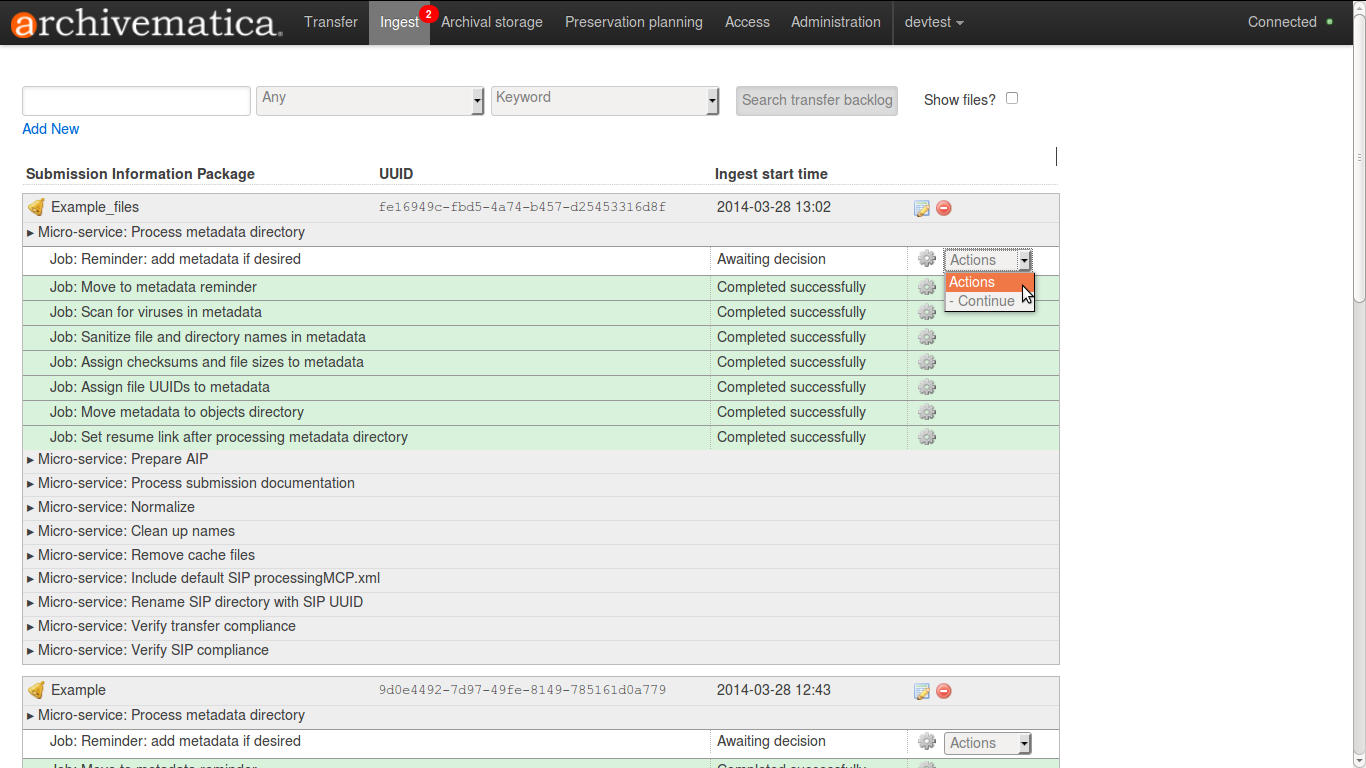 archivematica. Transfer Ingest 2 Archival storage Preservation planning Access Administration devtest Connected
Any Keyword Search transfer backlog Show files?
Add New
Submission Information Package UUID Ingest start time
Example_files fe16949c-fbd5-4a74-b457-d25453316d8f 2014-03-28 13:02
Micro-service: Process metadata directory
Job: Reminder: add metadata if desired Awaiting decision Actions
Actions
Job: Move to metadata reminder Completed successfully
- Continue
Job: Scan for viruses in metadata Completed successfully
Job: Sanitize file and directory names in metadata Completed successfully
Job: Assign checksums and file sizes to metadata Completed successfully
Job: Assign file UUIDs to metadata Completed successfully
Job: Move metadata to objects directory Completed successfully
Job: Set resume link after processing metadata directory Completed successfully
Micro-service: Prepare AIP
Micro-service: Process submission documentation
Micro-service: Normalize
Micro-service: Clean up names
Micro-service: Remove cache files
Micro-service: Include default SIP processingMCP.xml
Micro-service: Rename SIP directory with SIP UUID
Micro-service: Verify transfer compliance
Micro-service: Verify SIP compliance
Example 9d0e4492-7d97-49fe-8149-785161d0a779 2014-03-28 12:43
Micro-service: Process metadata directory
Job: Reminder: add metadata if desired Awaiting decision Actions